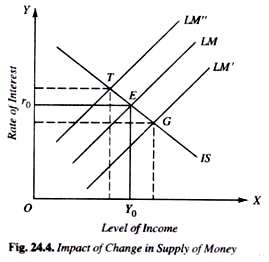 Y
LM"
LM
LM'
T
E
r0
G
Rate of Interest
IS
O
Y0
X
Level of Income
Fig. 24.4. Impact of Change in Supply of Money